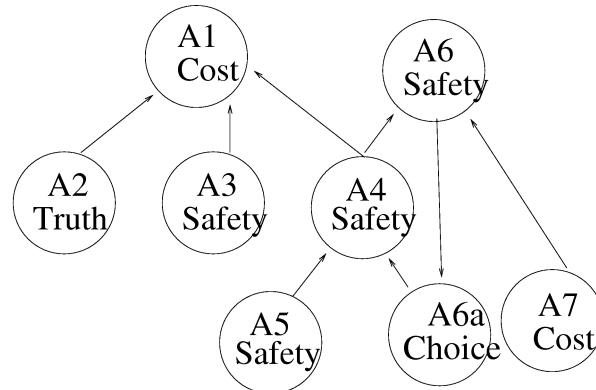 A1
Cost
A6
Safety
A2
Truth
A3
Safety
A4
Safety
A5
Safety
A6a
Choice
A7
Cost